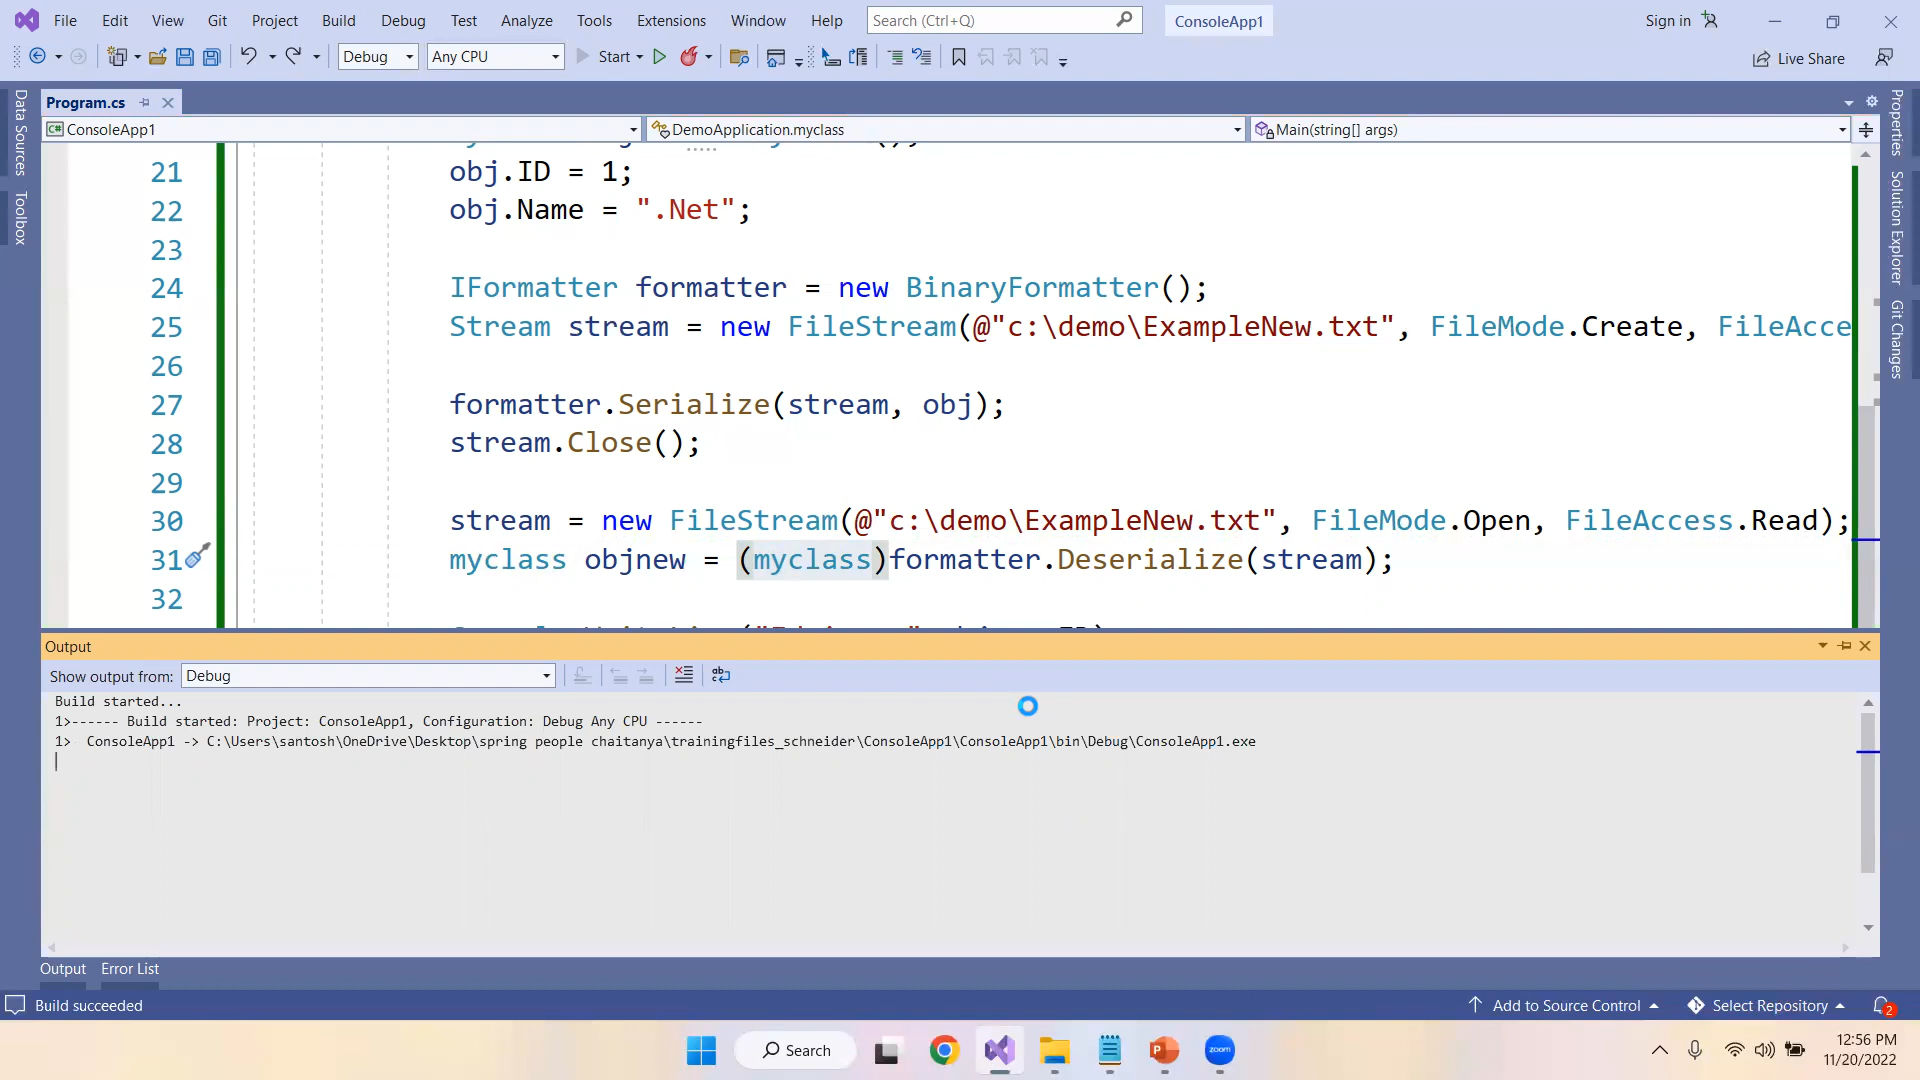 File Edit View Git Project Build Debug Test Analyze Tools Extensions Window Help Search (Ctrl+Q) ConsoleApp1 Sign in
Debug Any CPU Start Live Share
Data Sources
Toolbox
Program.cs
ConsoleApp1 DemoApplication.myclass Main(string[] args)
21 obj.ID = 1;
22 obj.Name = ".Net";
23
24 IFormatter formatter = new BinaryFormatter();
25 Stream stream = new FileStream(@"c:\demo\ExampleNew.txt", FileMode.Create, FileAcce
26
27 formatter.Serialize(stream, obj);
28 stream.Close();
29
30 stream = new FileStream(@"c:\demo\ExampleNew.txt", FileMode.Open, FileAccess.Read);
31 myclass objnew = (myclass)formatter.Deserialize(stream);
32
Properties
Solution Explorer
Git Changes
Output
Show output from: Debug
Build started...
1>------ Build started: Project: ConsoleApp1, Configuration: Debug Any CPU ------
1>  ConsoleApp1 -> C:\Users\santosh\OneDrive\Desktop\spring people chaitanya\trainingfiles_schneider\ConsoleApp1\ConsoleApp1\bin\Debug\ConsoleApp1.exe
Output Error List
Build succeeded Add to Source Control Select Repository 2
Search zoom 12:56 PM
11/20/2022